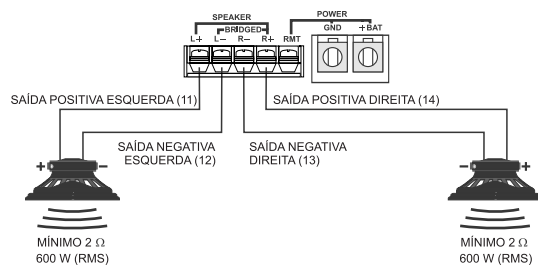 SPEAKER
POWER
BRIDGED
GND
+BAT
L+
L−
R−
R+
RMT
SAÍDA POSITIVA ESQUERDA (11)
SAÍDA POSITIVA DIREITA (14)
SAÍDA NEGATIVA
ESQUERDA (12)
SAÍDA NEGATIVA
DIREITA (13)
+
−
+
−
MÍNIMO 2 Ω
600 W (RMS)
MÍNIMO 2 Ω
600 W (RMS)